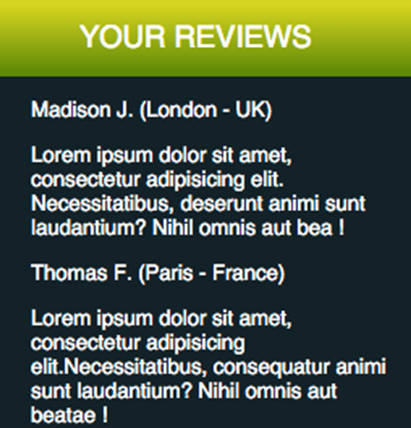 YOUR REVIEWS
Madison J. (London - UK)
Lorem ipsum dolor sit amet,
consectetur adipisicing elit.
Necessitatibus, deserunt animi sunt
laudantium? Nihil omnis aut bea !
Thomas F. (Paris - France)
Lorem ipsum dolor sit amet,
consectetur adipisicing
elit.Necessitatibus, consequatur animi
sunt laudantium? Nihil omnis aut
beatae !